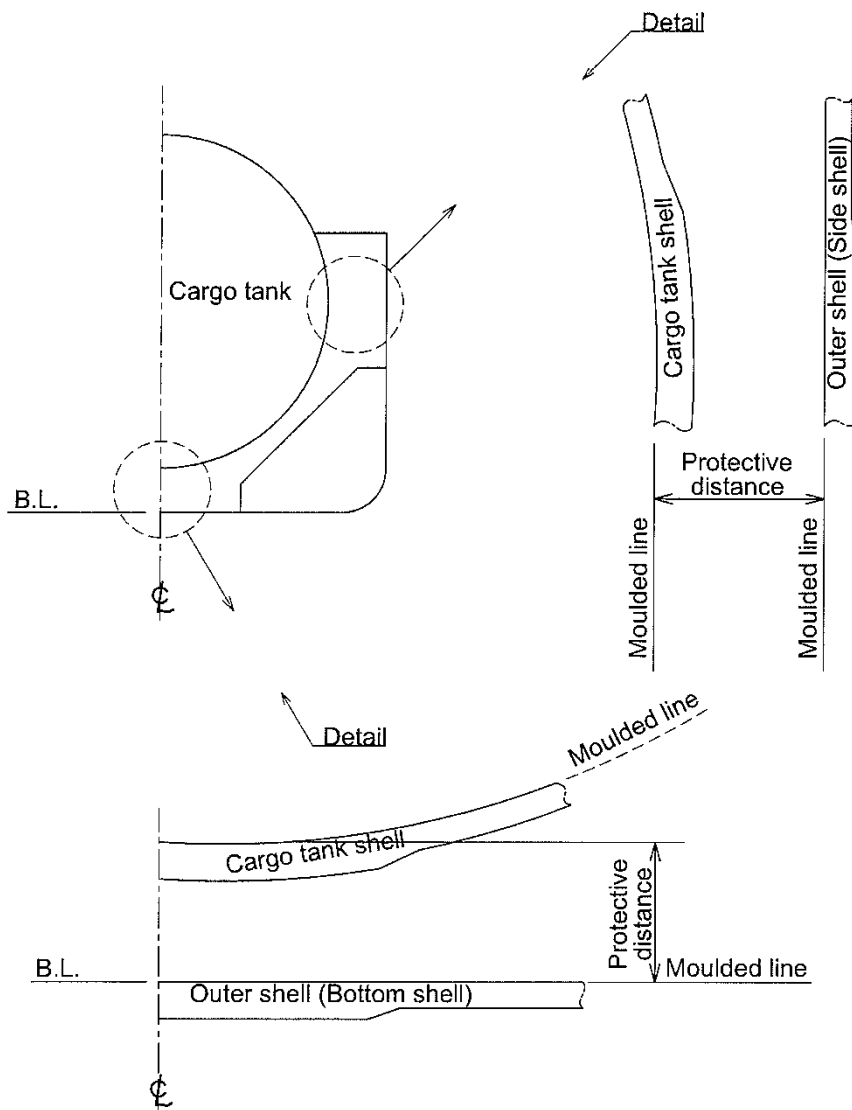 Detail
Cargo tank
B.L.
℄
Cargo tank shell
Outer shell (Side shell)
Protective
distance
Moulded line
Moulded line
Detail
Moulded line
Cargo tank shell
Protective
distance
B.L.
Moulded line
Outer shell (Bottom shell)
℄